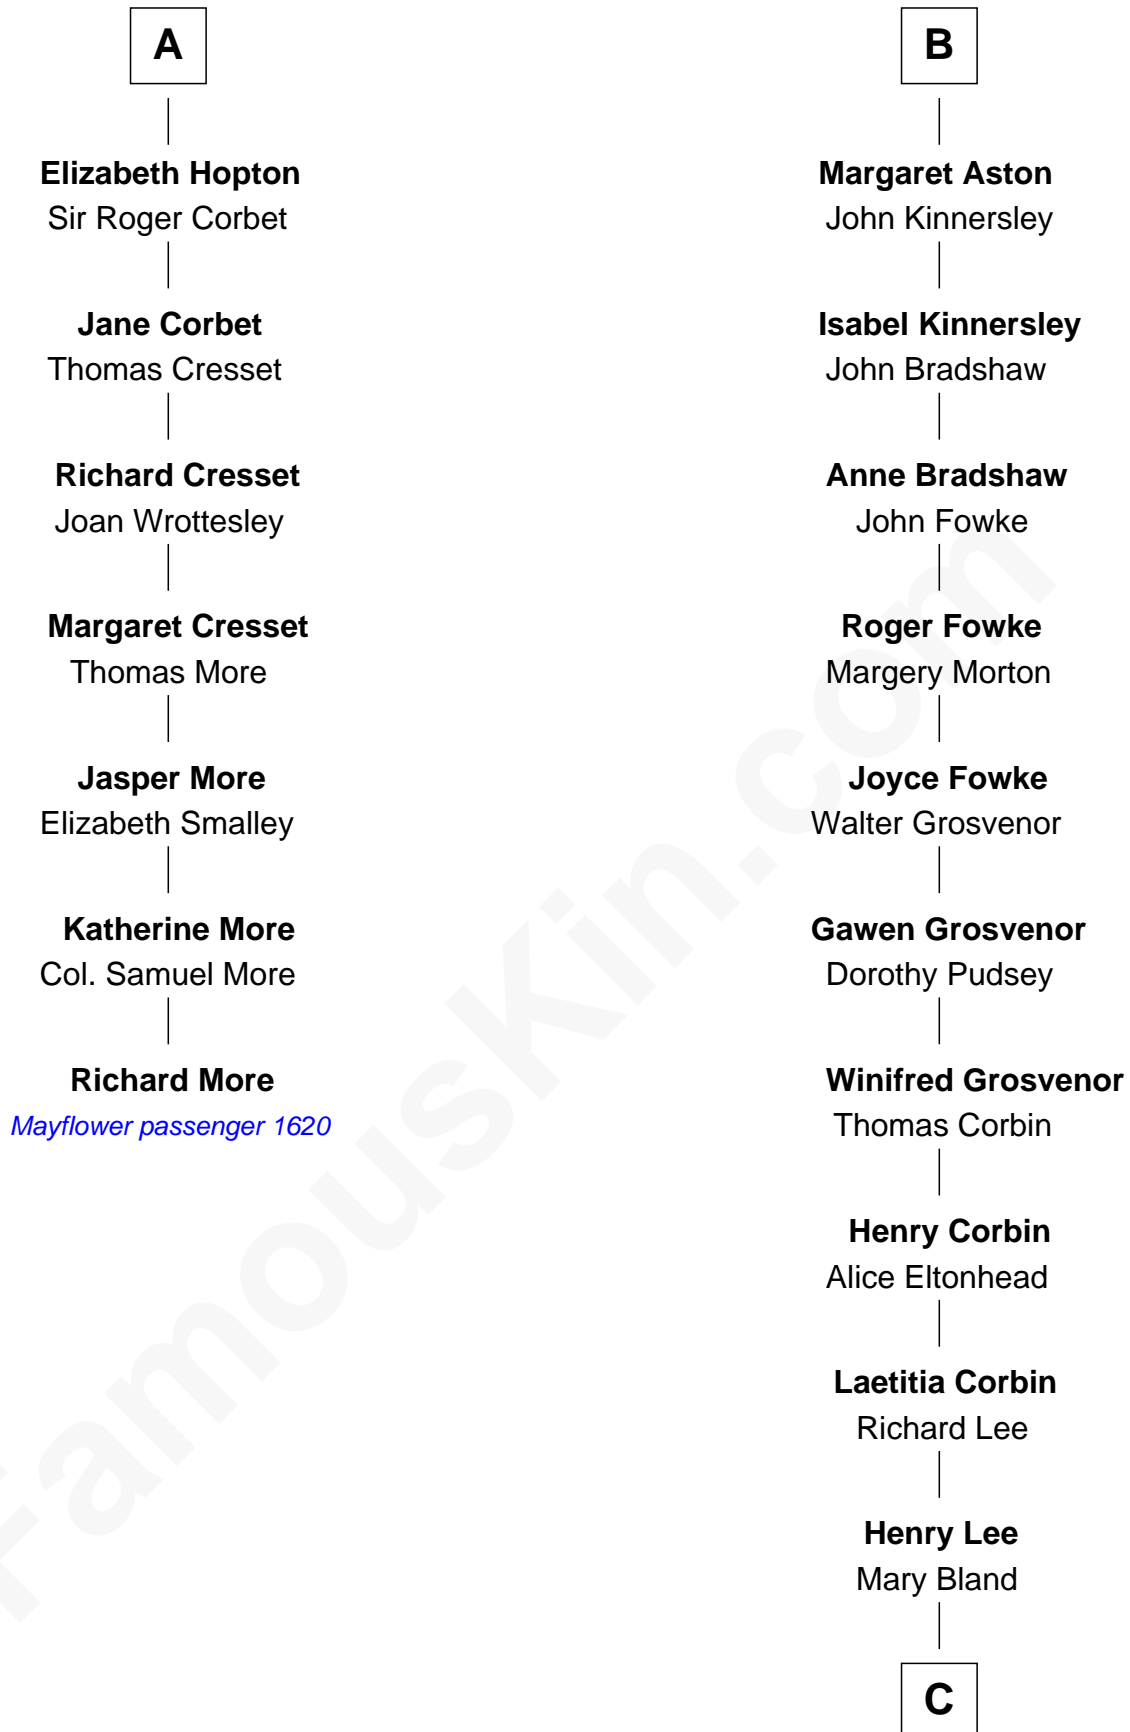 A
Elizabeth Hopton
Sir Roger Corbet
Jane Corbet
Thomas Cresset
Richard Cresset
Joan Wrottesley
Margaret Cresset
Thomas More
Jasper More
Elizabeth Smalley
Katherine More
Col. Samuel More
Richard More
Mayflower passenger 1620
B
Margaret Aston
John Kinnersley
Isabel Kinnersley
John Bradshaw
Anne Bradshaw
John Fowke
Roger Fowke
Margery Morton
Joyce Fowke
Walter Grosvenor
Gawen Grosvenor
Dorothy Pudsey
Winifred Grosvenor
Thomas Corbin
Henry Corbin
Alice Eltonhead
Laetitia Corbin
Richard Lee
Henry Lee
Mary Bland
C
FamousKin.com